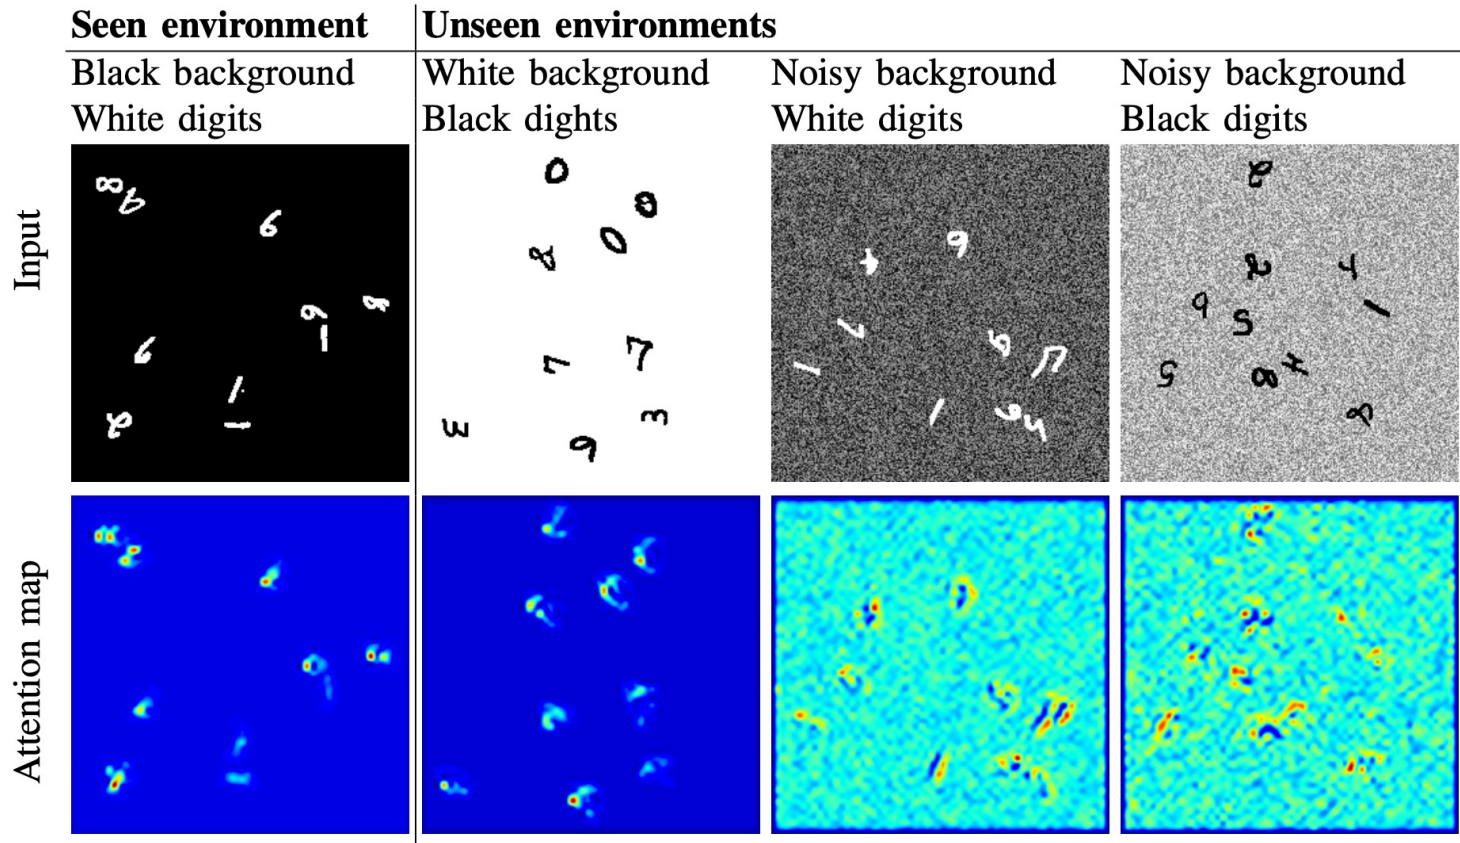 Seen environment
Unseen environments
Black background
White digits
White background
Black dights
Noisy background
White digits
Noisy background
Black digits
Input
Attention map